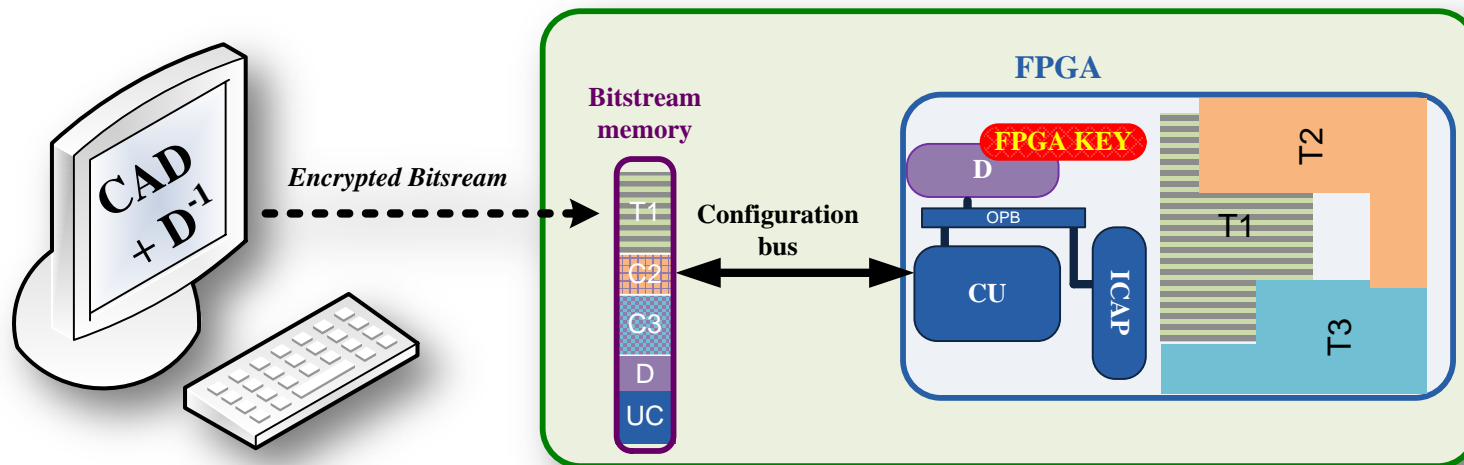 CAD
+ D-1
Encrypted Bitsream
Bitstream
memory
T1
C2
C3
D
UC
Configuration
bus
FPGA
FPGA KEY
D
OPB
CU
ICAP
T1
T2
T3